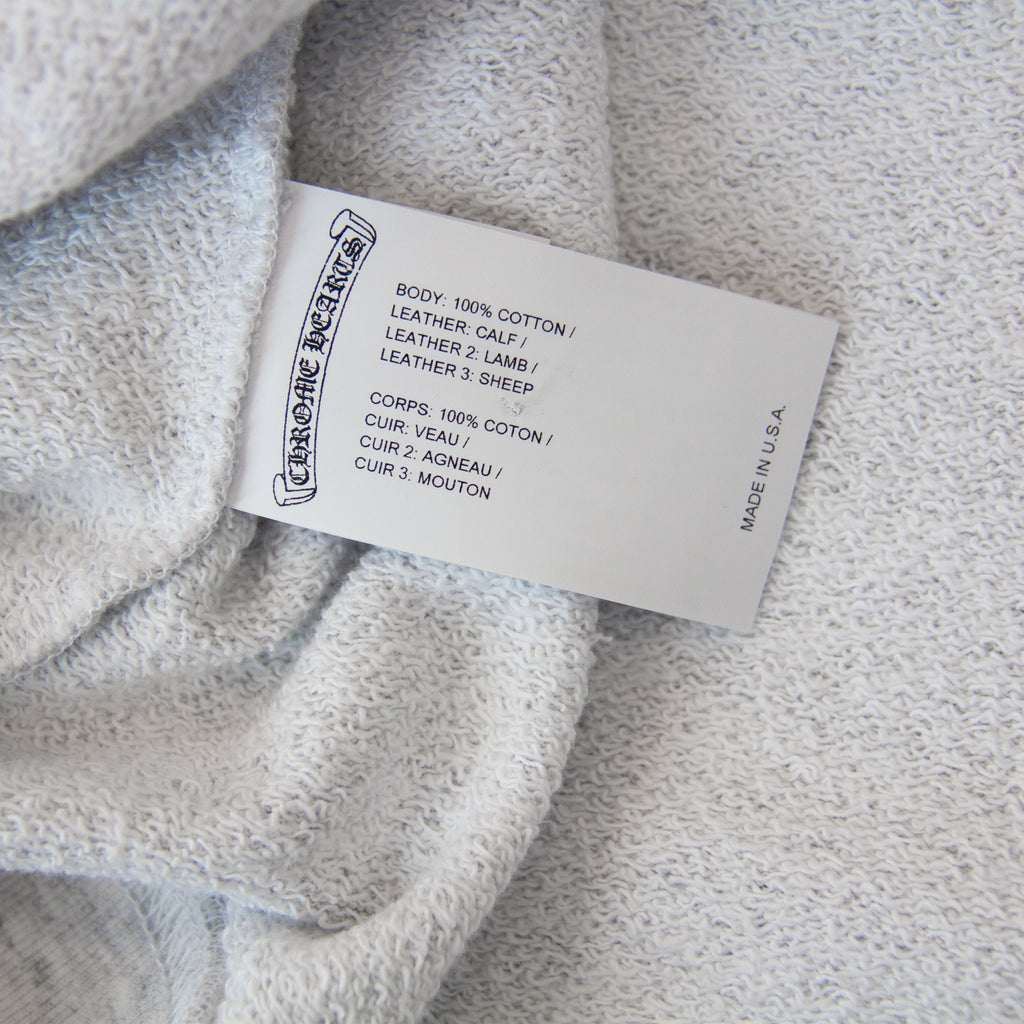 CHROME HEARTS
BODY: 100% COTTON /
LEATHER: CALF /
LEATHER 2: LAMB /
LEATHER 3: SHEEP
CORPS: 100% COTON /
CUIR: VEAU /
CUIR 2: AGNEAU /
CUIR 3: MOUTON
MADE IN U.S.A.